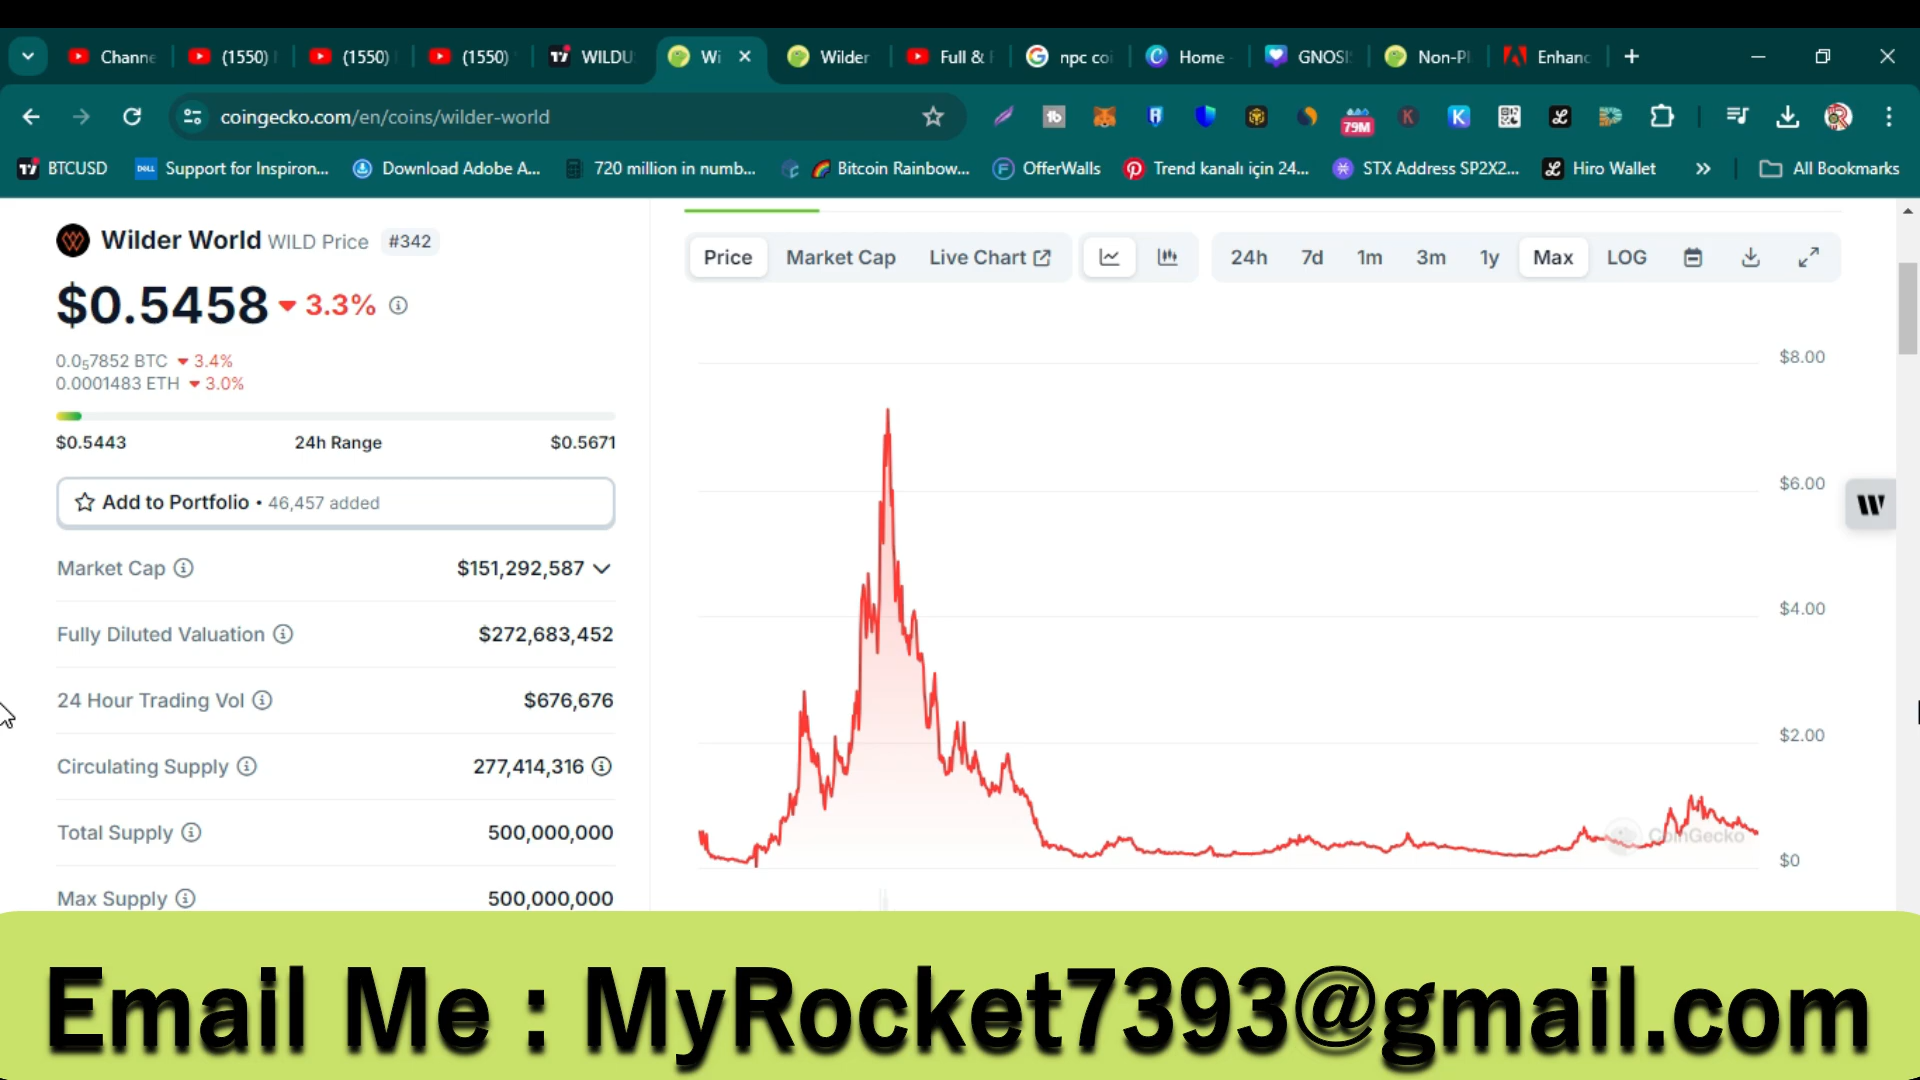 Channe (1550) (1550) (1550) WILDU Wi Wilder Full & F npc coi Home GNOSI Non-Pl Enhanc
coingecko.com/en/coins/wilder-world
79M
BTCUSD Support for Inspiron... Download Adobe A... 720 million in numb... Bitcoin Rainbow... OfferWalls Trend kanalı için 24... STX Address SP2X2... Hiro Wallet » All Bookmarks
Wilder World WILD Price #342
$0.5458 3.3%
0.0₅7852 BTC 3.4%
0.0001483 ETH 3.0%
$0.5443 24h Range $0.5671
Add to Portfolio • 46,457 added
Market Cap $151,292,587
Fully Diluted Valuation $272,683,452
24 Hour Trading Vol $676,676
Circulating Supply 277,414,316
Total Supply 500,000,000
Max Supply 500,000,000
Price Market Cap Live Chart 24h 7d 1m 3m 1y Max LOG
$8.00
$6.00
$4.00
$2.00
$0
CoinGecko
Email Me : MyRocket7393@gmail.com